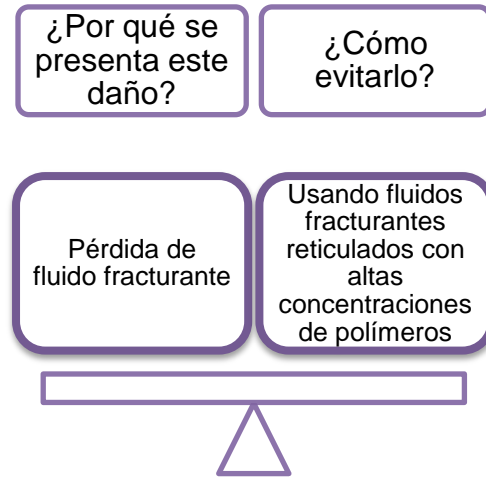 ¿Por qué se
presenta este
daño?
¿Cómo
evitarlo?
Pérdida de
fluido fracturante
Usando fluidos
fracturantes
reticulados con
altas
concentraciones
de polímeros